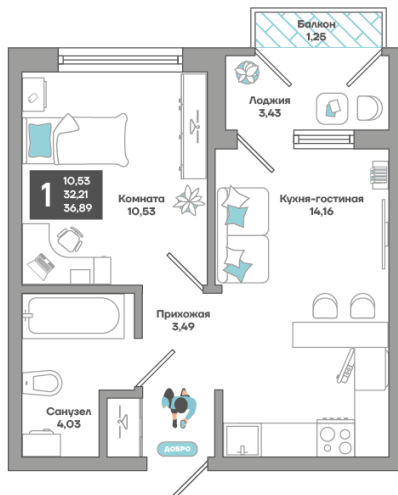 Балкон
1,25
Лоджия
3,43
1
10,53
32,21
36,89
Комната
10,53
Кухня-гостиная
14,16
Прихожая
3,49
Санузел
4,03
ДОБРО